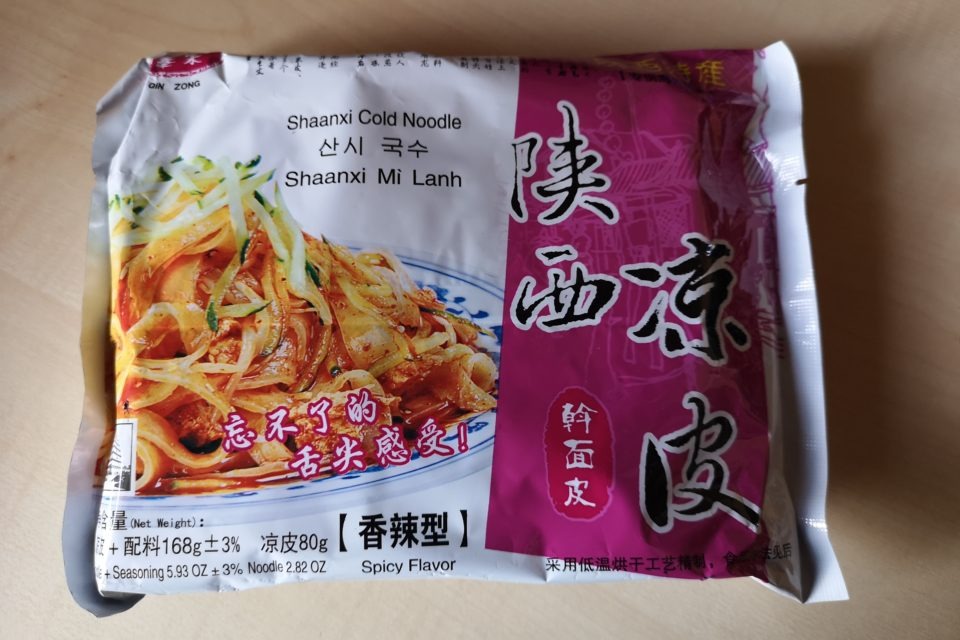 QIN ZONG
Shaanxi Cold Noodle
산시 국수
Shaanxi Mì Lanh
陕西
凉皮
擀面皮
忘不了的
舌尖感受!
量(Net Weight):
+ 配料168g±3% 凉皮80g【香辣型】
+ Seasoning 5.93 OZ ± 3% Noodle 2.82 OZ Spicy Flavor
采用低温烘干工艺精制,